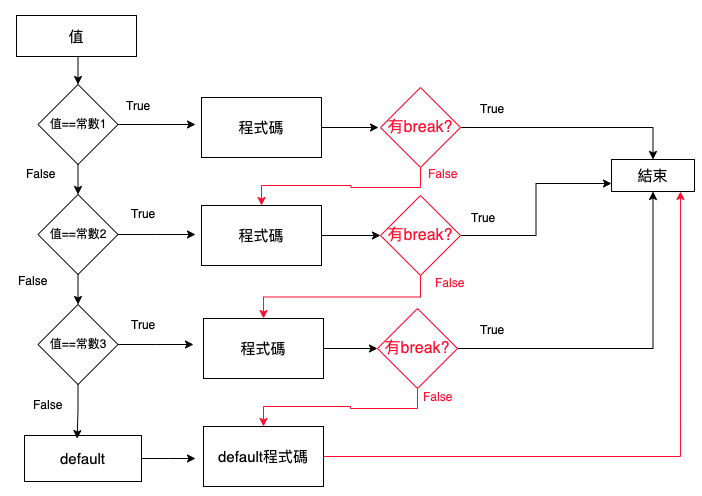 值
值==常數1
True
程式碼
有break?
True
結束
False
False
值==常數2
True
程式碼
有break?
True
False
False
值==常數3
True
程式碼
有break?
True
False
False
default
default程式碼